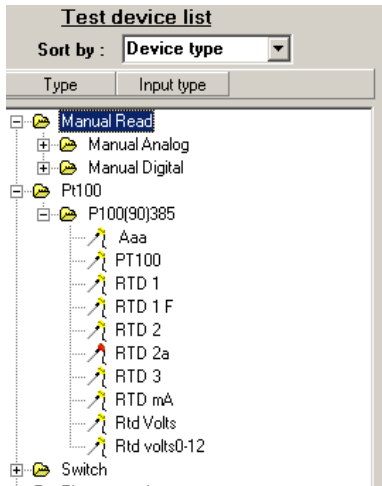 Test device list
Sort by : Device type
Type Input type
Manual Read
Manual Analog
Manual Digital
Pt100
P100(90)385
Aaa
PT100
RTD 1
RTD 1 F
RTD 2
RTD 2a
RTD 3
RTD mA
Rtd Volts
Rtd volts0-12
Switch